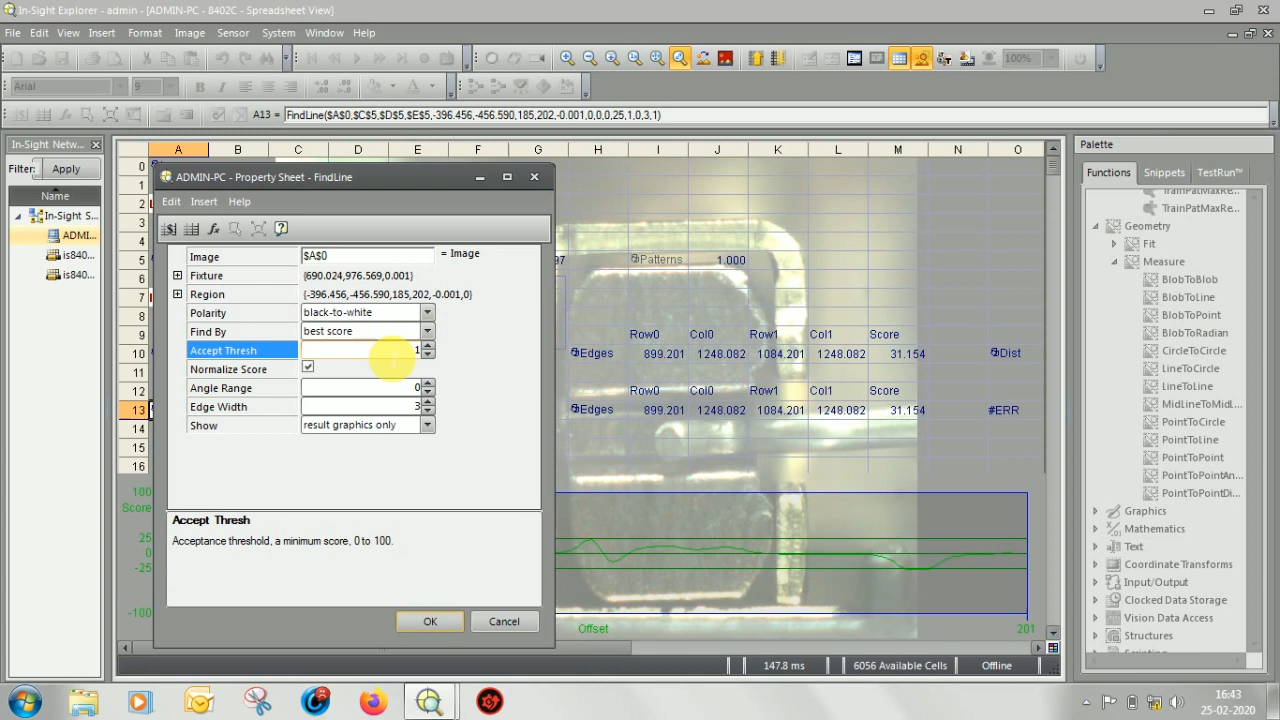 In-Sight Explorer - admin - [ADMIN-PC - 8402C - Spreadsheet View]
File Edit View Insert Format Image Sensor System Window Help
100%
Arial 9 B I
A13 = FindLine($A$0,$C$5,$D$5,$E$5,-396.456,-456.590,185,202,-0.001,0,0,0,25,1,0,3,1)
In-Sight Netw...
Filter: Apply
Name
In-Sight S...
ADMI...
is840...
is840...
A B C D E F G H I J K L M N O
0
1
2
3
4
5
6
7
8
9
10
11
12
13
14
15
16
ADMIN-PC - Property Sheet - FindLine
Edit Insert Help
Image $A$0 = Image
Fixture {690.024,976.569,0.001}
Region {-396.456,-456.590,185,202,-0.001,0}
Polarity black-to-white
Find By best score
Accept Thresh 1
Normalize Score
Angle Range 0
Edge Width 3
Show result graphics only
Accept Thresh
Acceptance threshold, a minimum score, 0 to 100.
OK Cancel
97 Patterns 1.000
Row0 Col0 Row1 Col1 Score
Edges 899.201 1248.082 1084.201 1248.082 31.154 Dist
Row0 Col0 Row1 Col1 Score
Edges 899.201 1248.082 1084.201 1248.082 31.154 #ERR
100
Score
25
0
-25
-100
Offset 201
147.8 ms 6056 Available Cells Offline
Palette
Functions Snippets TestRun™
TrainPatMaxRe...
TrainPatMaxRe...
Geometry
Fit
Measure
BlobToBlob
BlobToLine
BlobToPoint
BlobToRadian
CircleToCircle
LineToCircle
LineToLine
MidLineToMidL...
PointToCircle
PointToLine
PointToPoint
PointToPointAn...
PointToPointDi...
Graphics
Mathematics
Text
Coordinate Transforms
Input/Output
Clocked Data Storage
Vision Data Access
Structures
16:43
25-02-2020